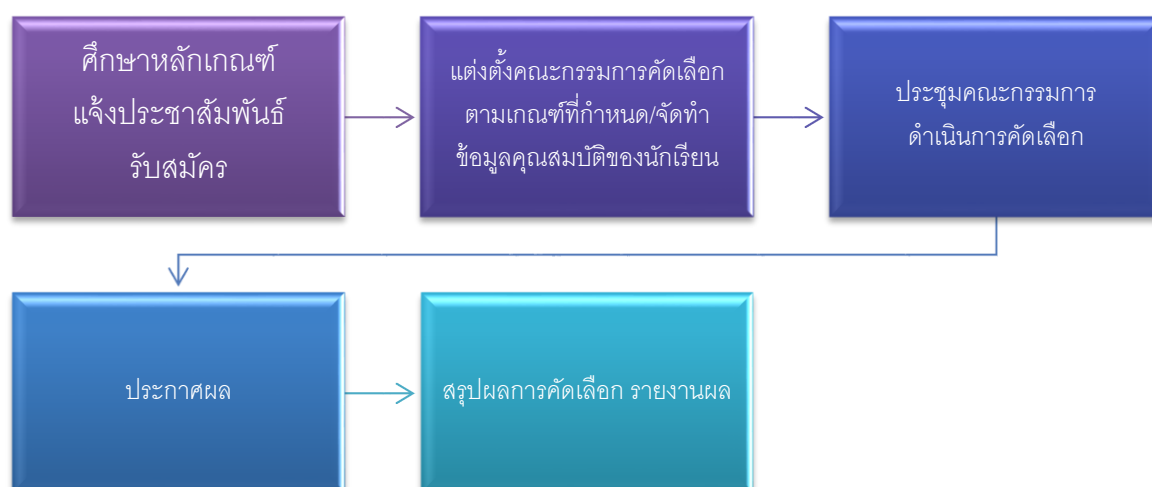 ศึกษาหลักเกณฑ์
แจ้งประชาสัมพันธ์
รับสมัคร
แต่งตั้งคณะกรรมการคัดเลือก
ตามเกณฑ์ที่กำหนด/จัดทำ
ข้อมูลคุณสมบัติของนักเรียน
ประชุมคณะกรรมการ
ดำเนินการคัดเลือก
ประกาศผล
สรุปผลการคัดเลือก รายงานผล